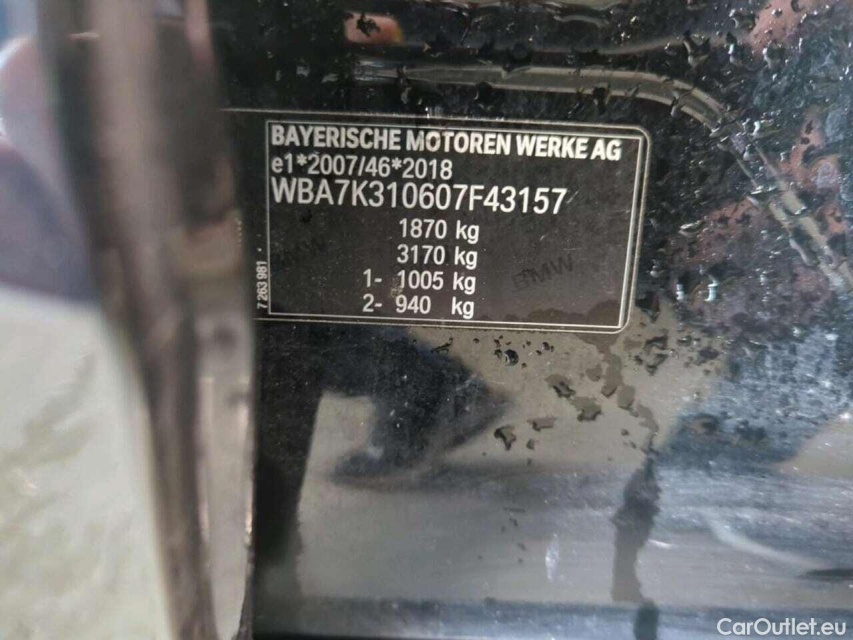 BAYERISCHE MOTOREN WERKE AG
e1*2007/46*2018
WBA7K310607F43157
1870 kg
3170 kg
1- 1005 kg
2- 940 kg
7 263 981
BMW
CarOutlet.eu